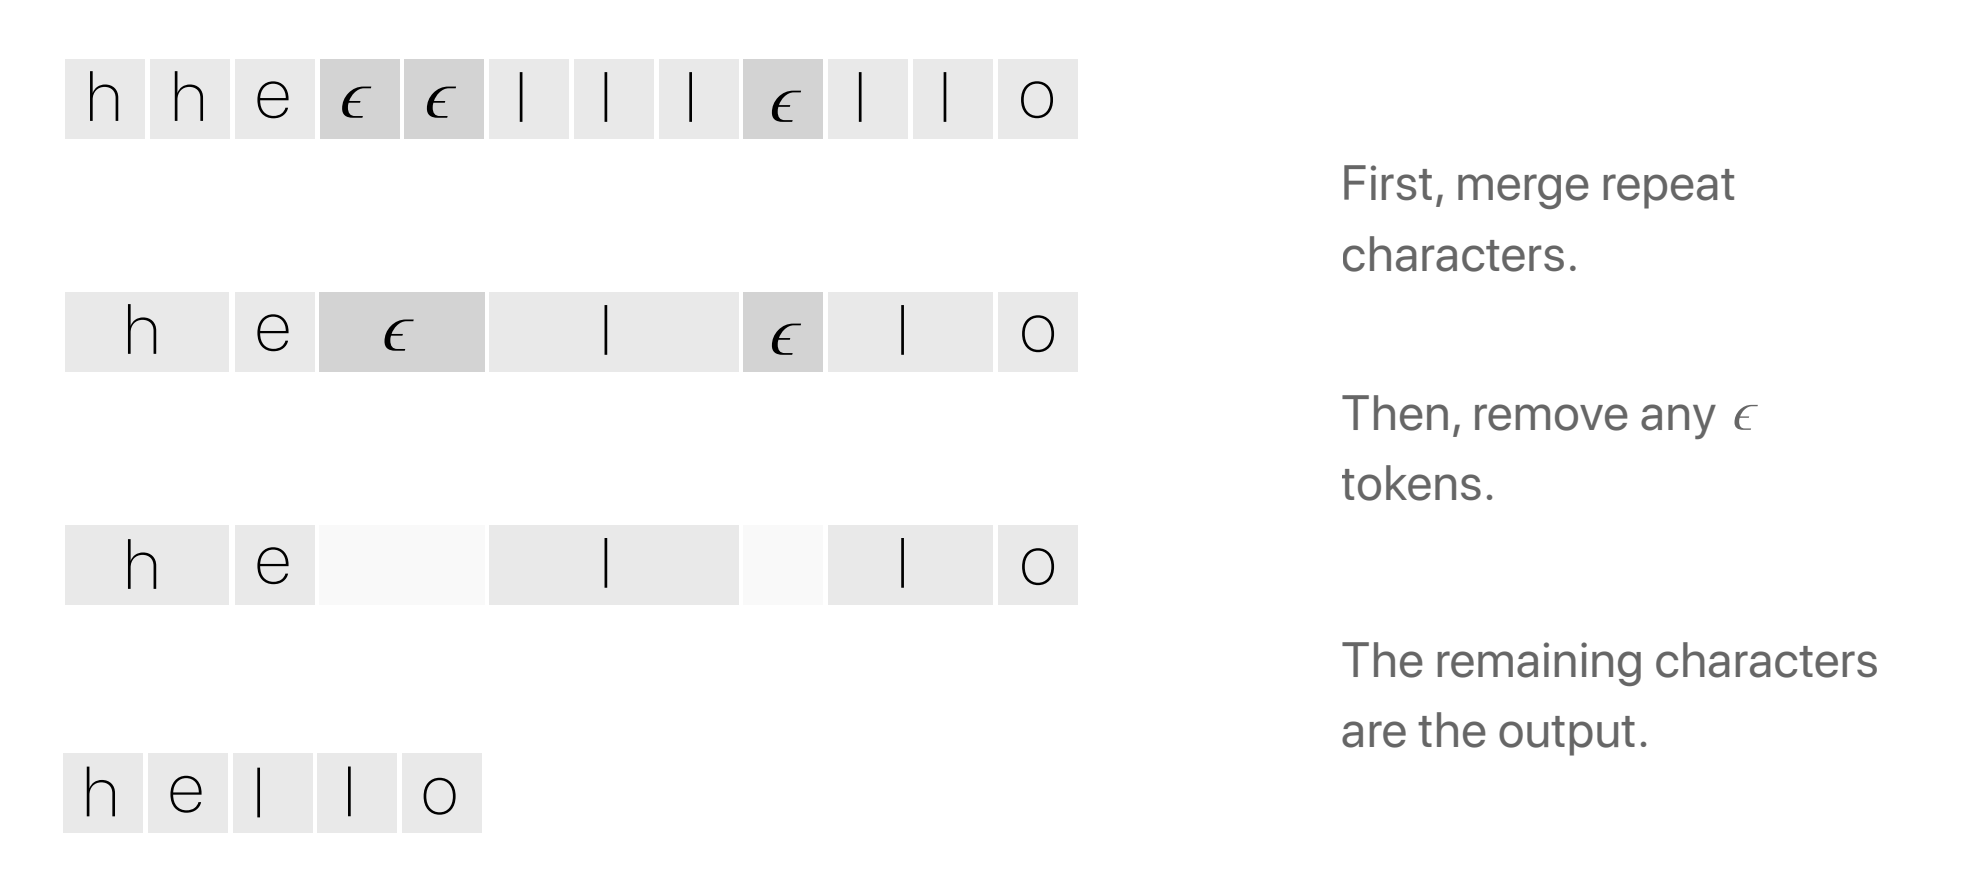 h h e ϵ ϵ l l l ϵ l l o
First, merge repeat
characters.
h e ϵ l ϵ l o
Then, remove any ϵ
tokens.
h e l l o
The remaining characters
are the output.
h e l l o